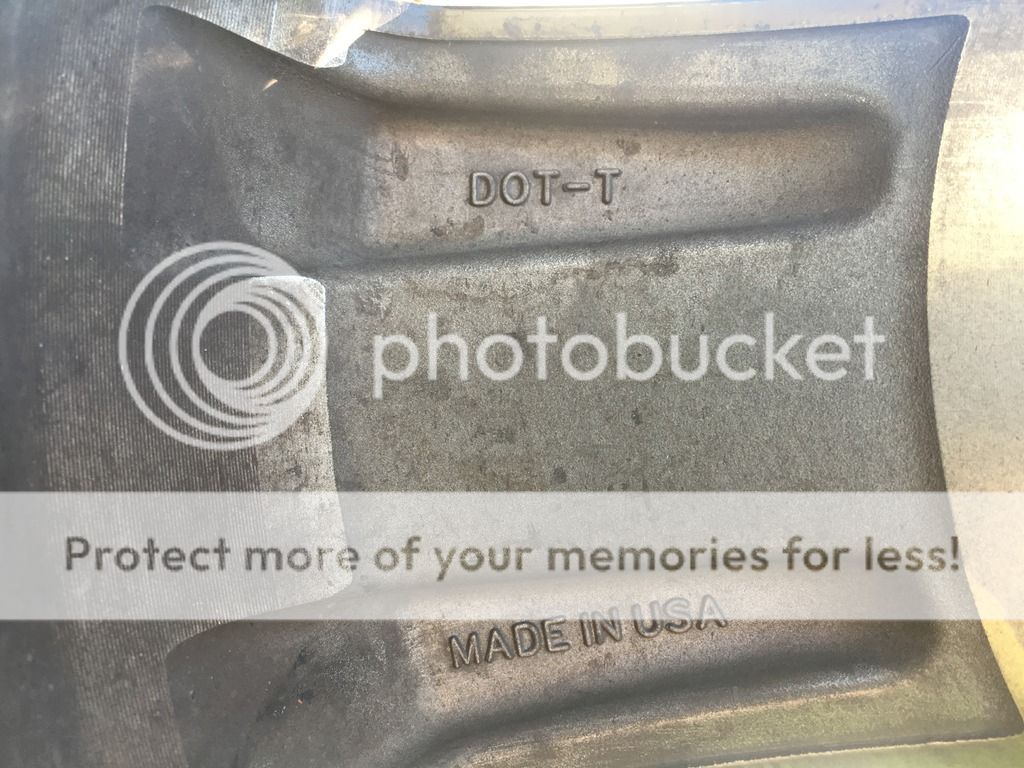 DOT-T
photobucket
Protect more of your memories for less!
MADE IN USA